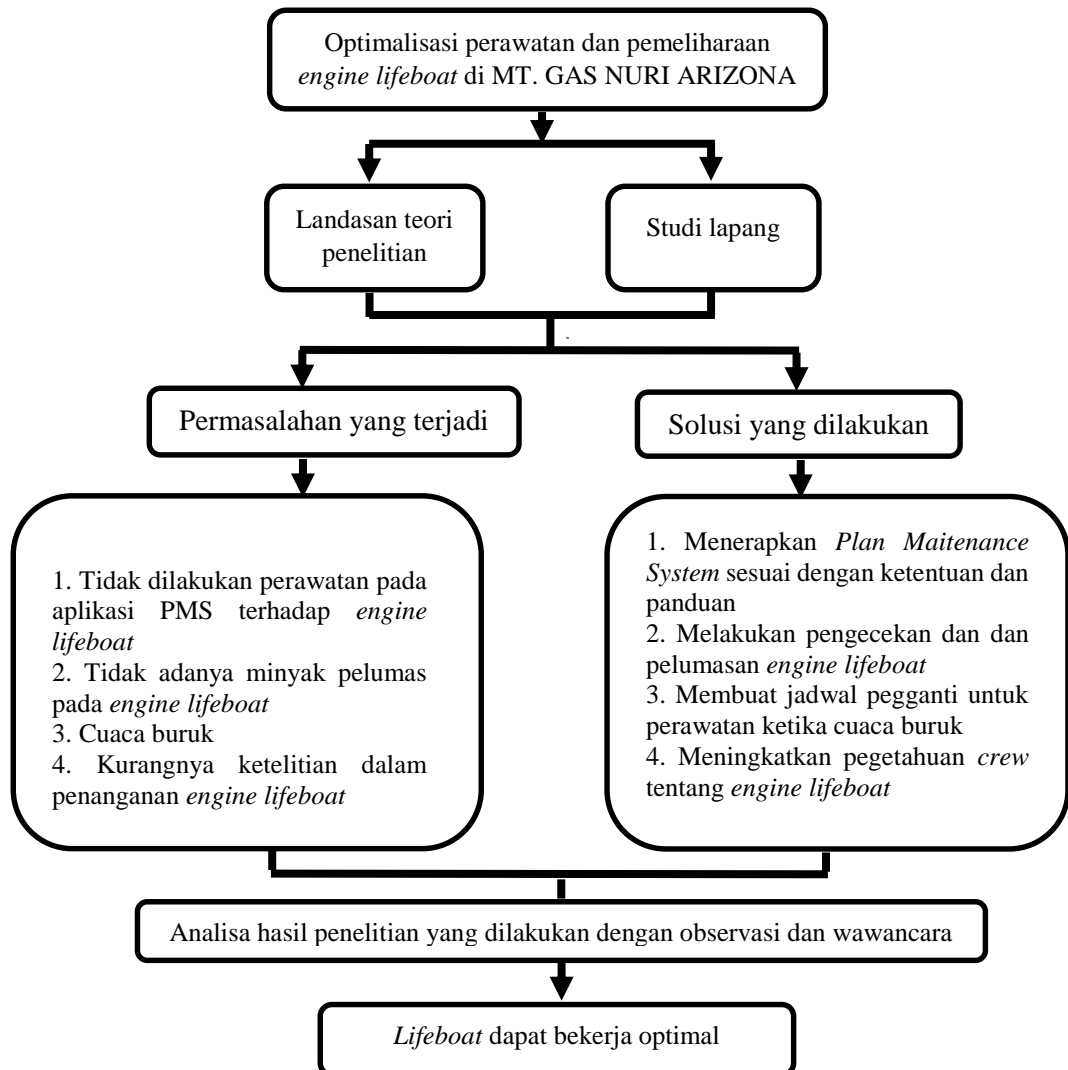 Optimalisasi perawatan dan pemeliharaan
engine lifeboat di MT. GAS NURI ARIZONA
Landasan teori
penelitian
Studi lapang
Permasalahan yang terjadi
Solusi yang dilakukan
1. Tidak dilakukan perawatan pada
aplikasi PMS terhadap engine
lifeboat
2. Tidak adanya minyak pelumas
pada engine lifeboat
3. Cuaca buruk
4. Kurangnya ketelitian dalam
penanganan engine lifeboat
1. Menerapkan Plan Maitenance
System sesuai dengan ketentuan dan
panduan
2. Melakukan pengecekan dan dan
pelumasan engine lifeboat
3. Membuat jadwal pegganti untuk
perawatan ketika cuaca buruk
4. Meningkatkan pegetahuan crew
tentang engine lifeboat
Analisa hasil penelitian yang dilakukan dengan observasi dan wawancara
Lifeboat dapat bekerja optimal